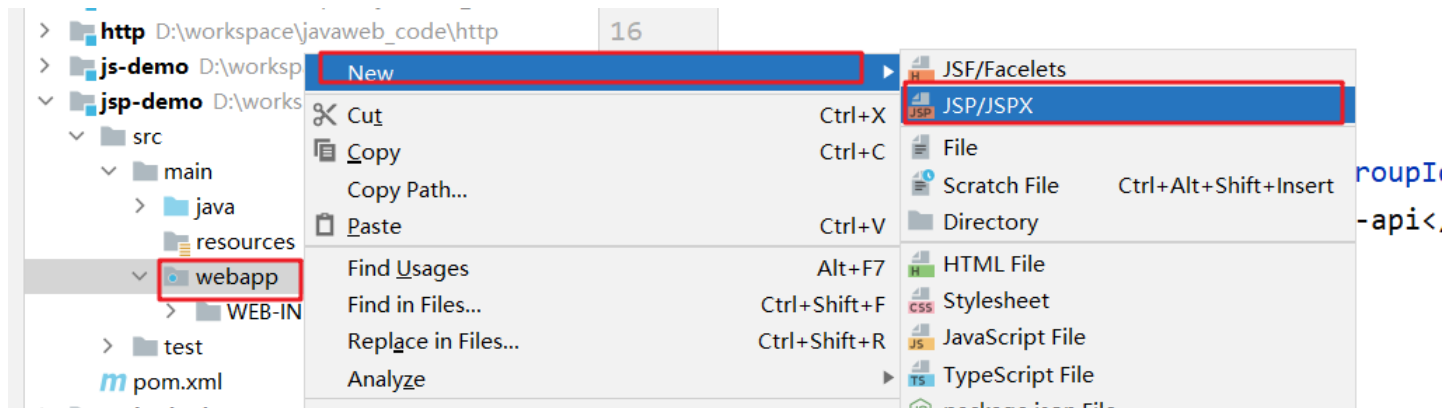 http D:\workspace\javaweb_code\http
16
js-demo D:\worksp
jsp-demo D:\works
src
main
java
resources
webapp
WEB-IN
test
pom.xml
New
Cut Ctrl+X
Copy Ctrl+C
Copy Path...
Paste Ctrl+V
Find Usages Alt+F7
Find in Files... Ctrl+Shift+F
Replace in Files... Ctrl+Shift+R
Analyze
JSF/Facelets
JSP/JSPX
File
Scratch File Ctrl+Alt+Shift+Insert
Directory
HTML File
Stylesheet
JavaScript File
TypeScript File
package.json File
roupI
-api<